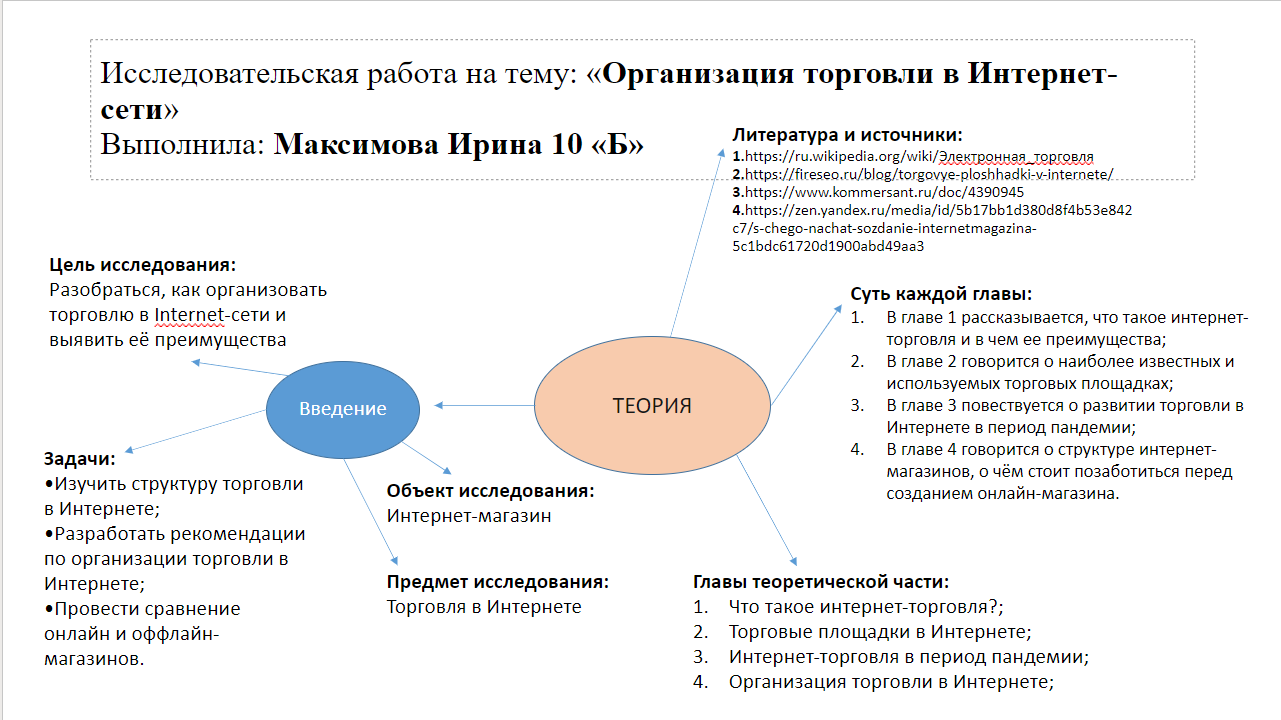 Исследовательская работа на тему: «Организация торговли в Интернет-
сети»
Выполнила: Максимова Ирина 10 «Б»
Литература и источники:
1.https://ru.wikipedia.org/wiki/Электронная_торговля
2.https://fireseo.ru/blog/torgovye-ploshhadki-v-internete/
3.https://www.kommersant.ru/doc/4390945
4.https://zen.yandex.ru/media/id/5b17bb1d380d8f4b53e842
c7/s-chego-nachat-sozdanie-internetmagazina-
5c1bdc61720d1900abd49aa3
Цель исследования:
Разобраться, как организовать
торговлю в Internet-сети и
выявить её преимущества
Суть каждой главы:
1. В главе 1 рассказывается, что такое интернет-
торговля и в чем ее преимущества;
2. В главе 2 говорится о наиболее известных и
используемых торговых площадках;
3. В главе 3 повествуется о развитии торговли в
Интернете в период пандемии;
4. В главе 4 говорится о структуре интернет-
магазинов, о чём стоит позаботиться перед
созданием онлайн-магазина.
Введение
ТЕОРИЯ
Задачи:
•Изучить структуру торговли
в Интернете;
•Разработать рекомендации
по организации торговли в
Интернете;
•Провести сравнение
онлайн и оффлайн-
магазинов.
Объект исследования:
Интернет-магазин
Предмет исследования:
Торговля в Интернете
Главы теоретической части:
1. Что такое интернет-торговля?;
2. Торговые площадки в Интернете;
3. Интернет-торговля в период пандемии;
4. Организация торговли в Интернете;